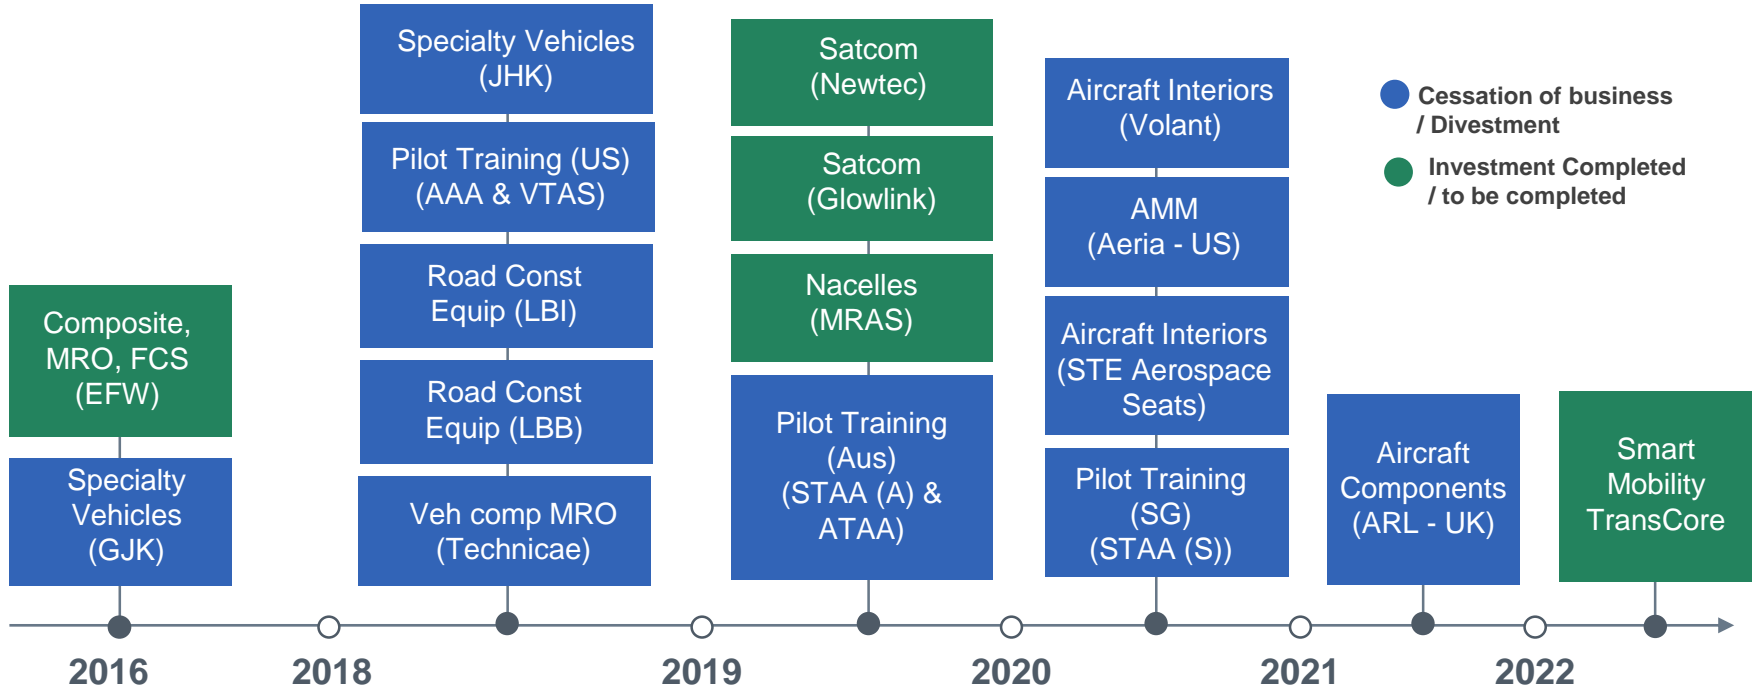 Composite,
MRO, FCS
(EFW)
Specialty
Vehicles
(GJK)
Specialty Vehicles
(JHK)
Pilot Training (US)
(AAA & VTAS)
Road Const
Equip (LBI)
Road Const
Equip (LBB)
Veh comp MRO
(Technicae)
Satcom
(Newtec)
Satcom
(Glowlink)
Nacelles
(MRAS)
Pilot Training
(Aus)
(STAA (A) &
ATAA)
Aircraft Interiors
(Volant)
AMM
(Aeria - US)
Aircraft Interiors
(STE Aerospace
Seats)
Pilot Training
(SG)
(STAA (S))
Aircraft
Components
(ARL - UK)
Smart
Mobility
TransCore
Cessation of business
/ Divestment
Investment Completed
/ to be completed
2016
2018
2019
2020
2021
2022